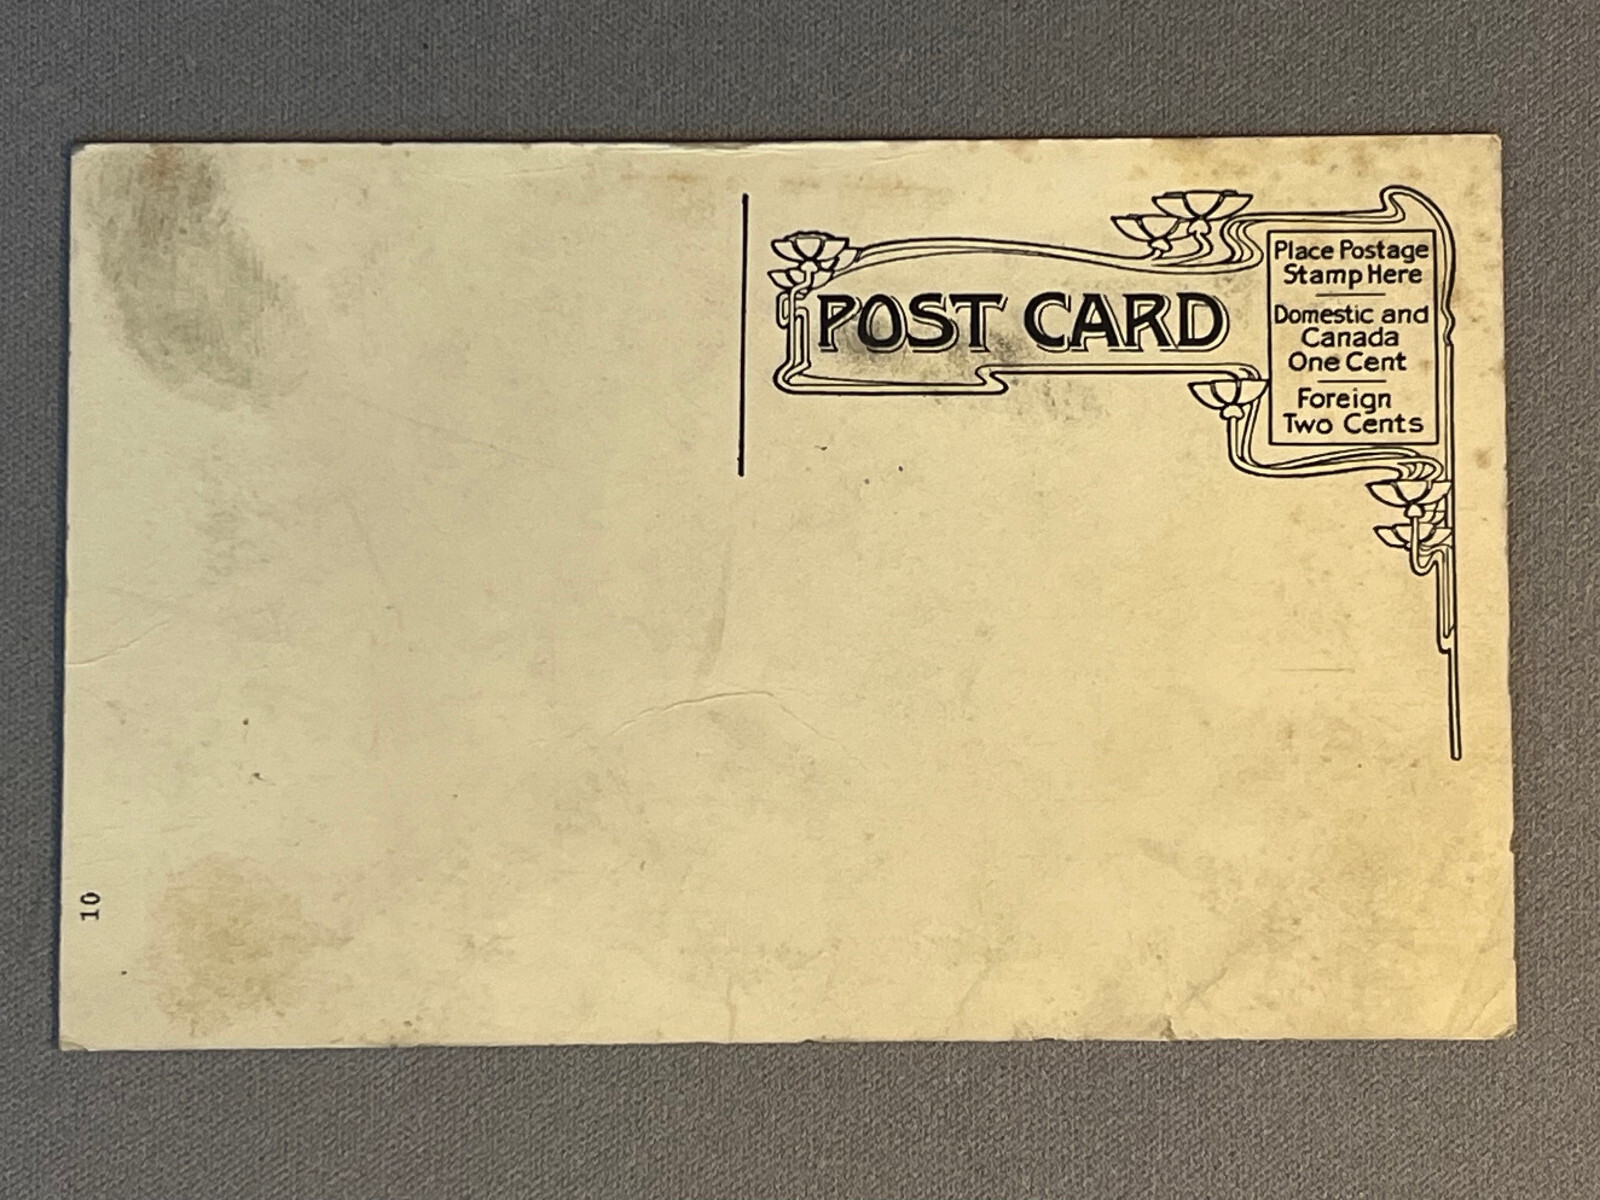 POST CARD
Place Postage
Stamp Here
Domestic and
Canada
One Cent
Foreign
Two Cents
10